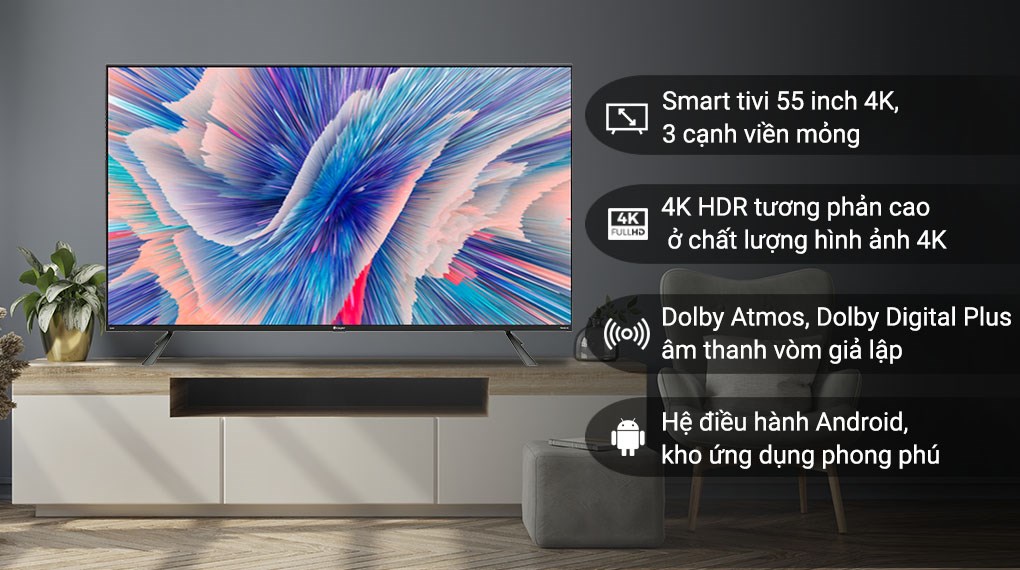 Smart tivi 55 inch 4K,
3 cạnh viền mỏng
4K
FULLHD
4K HDR tương phản cao
ở chất lượng hình ảnh 4K
Dolby Atmos, Dolby Digital Plus
âm thanh vòm giả lập
Hệ điều hành Android,
kho ứng dụng phong phú